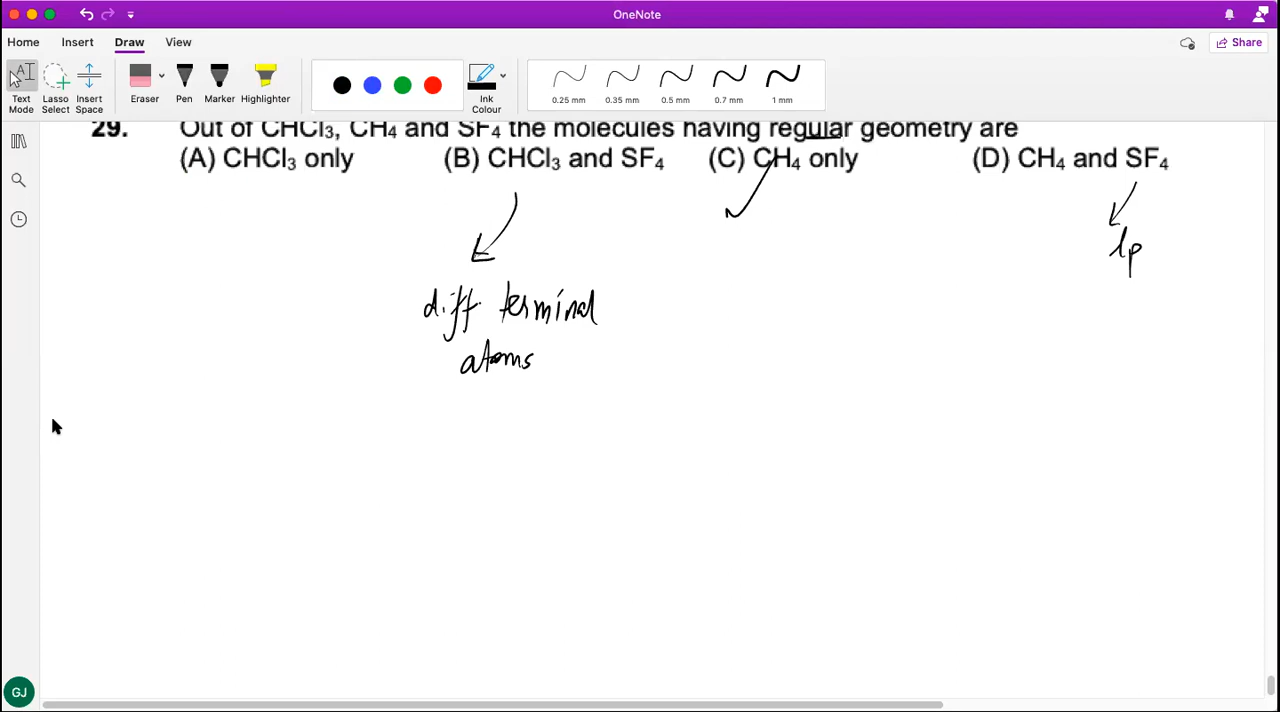 OneNote
Home Insert Draw View
Share
Text Mode
Lasso Select
Insert Space
Eraser
Pen
Marker
Highlighter
Ink Colour
0.25 mm 0.35 mm 0.5 mm 0.7 mm 1 mm
29. Out of CHCl₃, CH₄ and SF₄ the molecules having regular geometry are
(A) CHCl₃ only (B) CHCl₃ and SF₄ (C) CH₄ only (D) CH₄ and SF₄
lp
diff. terminal
atoms
GJ